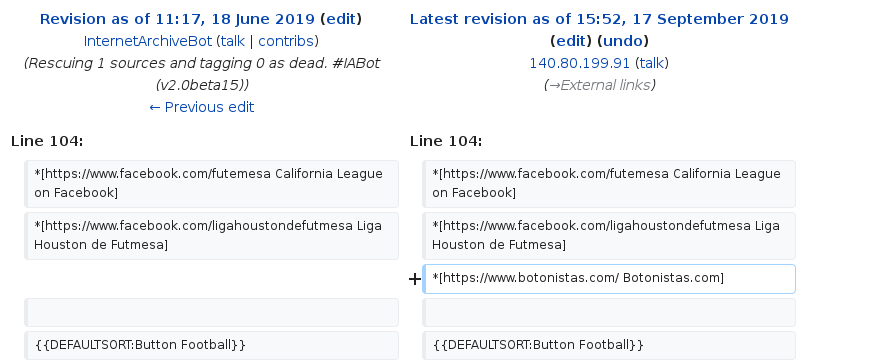 Revision as of 11:17, 18 June 2019 (edit)
InternetArchiveBot (talk | contribs)
(Rescuing 1 sources and tagging 0 as dead. #IABot
(v2.0beta15))
← Previous edit
Latest revision as of 15:52, 17 September 2019
(edit) (undo)
140.80.199.91 (talk)
(→External links)
Line 104:
Line 104:
*[https://www.facebook.com/futemesa California League
on Facebook]
*[https://www.facebook.com/futemesa California League
on Facebook]
*[https://www.facebook.com/ligahoustondefutmesa Liga
Houston de Futmesa]
*[https://www.facebook.com/ligahoustondefutmesa Liga
Houston de Futmesa]
+ *[https://www.botonistas.com/ Botonistas.com]
{{DEFAULTSORT:Button Football}}
{{DEFAULTSORT:Button Football}}